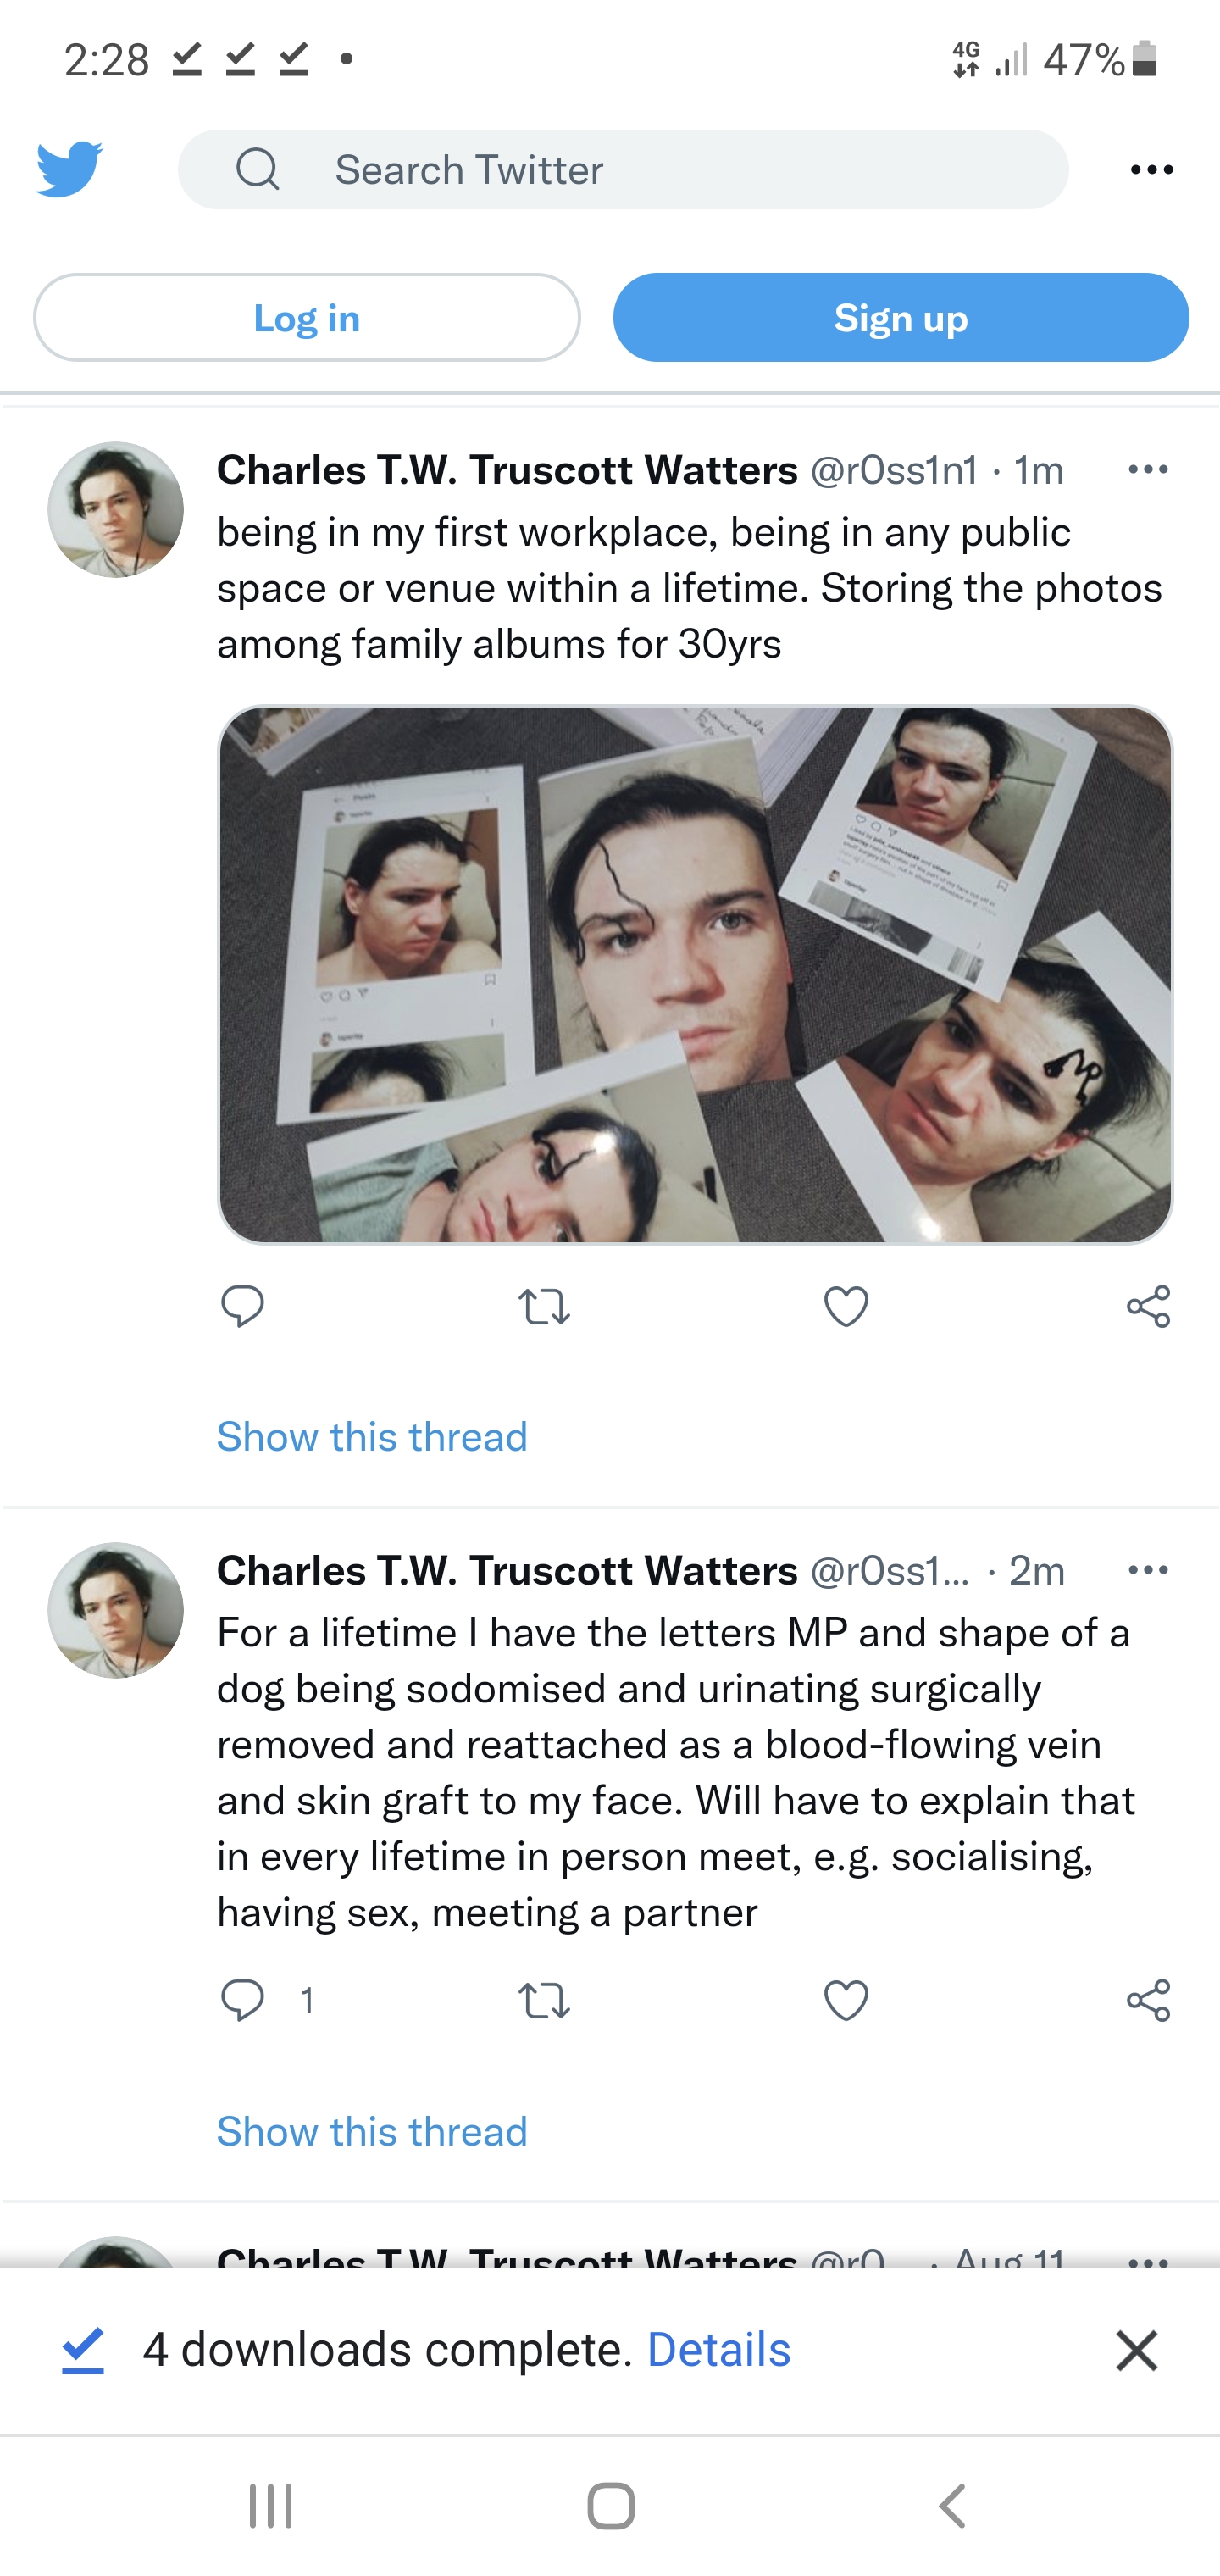 2:28
4G
47%
Search Twitter
Log in
Sign up
Charles T.W. Truscott Watters @r0ss1n1 · 1m
being in my first workplace, being in any public
space or venue within a lifetime. Storing the photos
among family albums for 30yrs
Posts
MP
Show this thread
Charles T.W. Truscott Watters @r0ss1... · 2m
For a lifetime I have the letters MP and shape of a
dog being sodomised and urinating surgically
removed and reattached as a blood-flowing vein
and skin graft to my face. Will have to explain that
in every lifetime in person meet, e.g. socialising,
having sex, meeting a partner
1
Show this thread
Charles T.W. Truscott Watters @r0... · Aug 11
4 downloads complete. Details